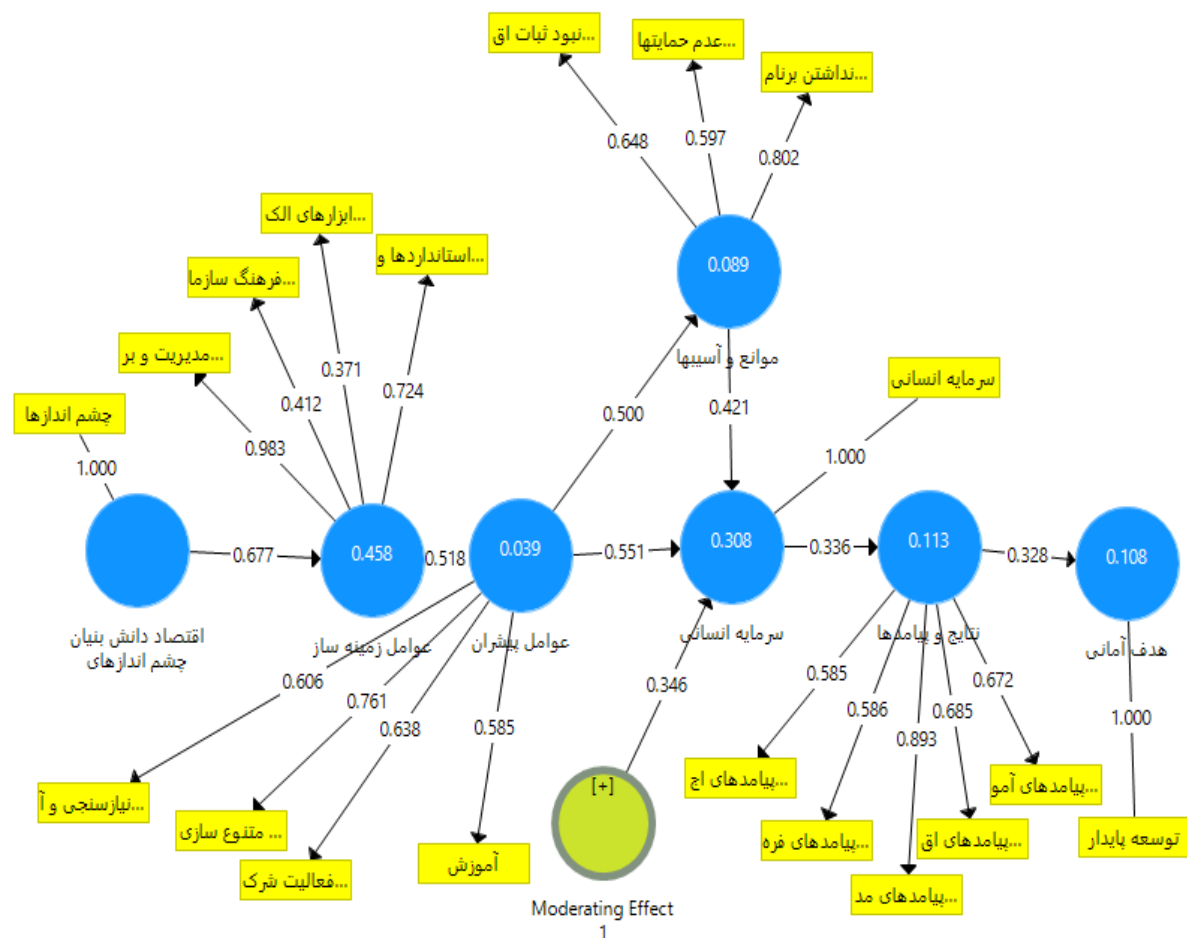 نبود ثبات اق...
عدم حمایتها...
نداشتن برنام...
0.648
0.597
0.802
ابزارهای الک...
استانداردها و...
فرهنگ سازما...
مدیریت و بر...
چشم اندازها
0.983
0.412
0.371
0.724
1.000
0.089
موانع و آسیبها
سرمایه انسانی
0.500
0.421
1.000
0.677
0.458
0.518
0.039
0.551
0.308
0.336
0.113
0.328
0.108
اقتصاد دانش بنیان
چشم اندازهای
عوامل زمینه ساز
عوامل پیشران
سرمایه انسانی
نتایج و پیامدها
هدف آمانی
0.606
0.761
0.638
0.585
0.346
0.585
0.586
0.893
0.685
0.672
1.000
نیازسنجی و آ...
متنوع سازی ...
فعالیت شرک...
آموزش
[+]
Moderating Effect
1
پیامدهای اج...
پیامدهای فره...
پیامدهای مد...
پیامدهای اق...
پیامدهای آمو...
توسعه پایدار